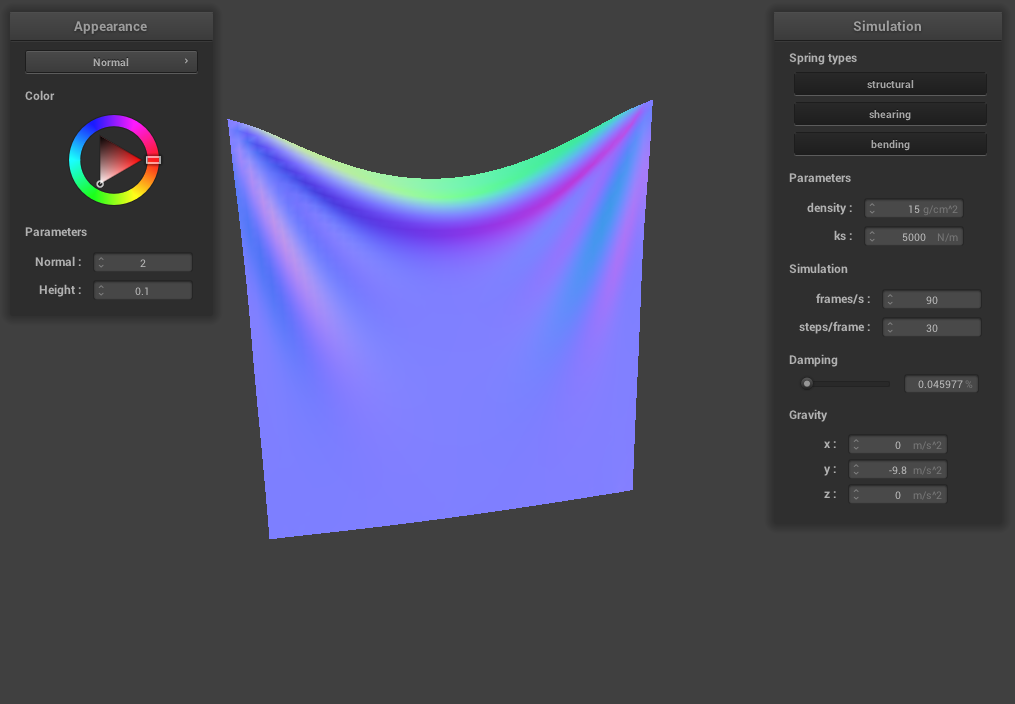 Appearance
Normal
Color
Parameters
Normal : 2
Height : 0.1
Simulation
Spring types
structural
shearing
bending
Parameters
density : 15 g/cm^2
ks : 5000 N/m
Simulation
frames/s : 90
steps/frame : 30
Damping
0.045977 %
Gravity
x : 0 m/s^2
y : -9.8 m/s^2
z : 0 m/s^2